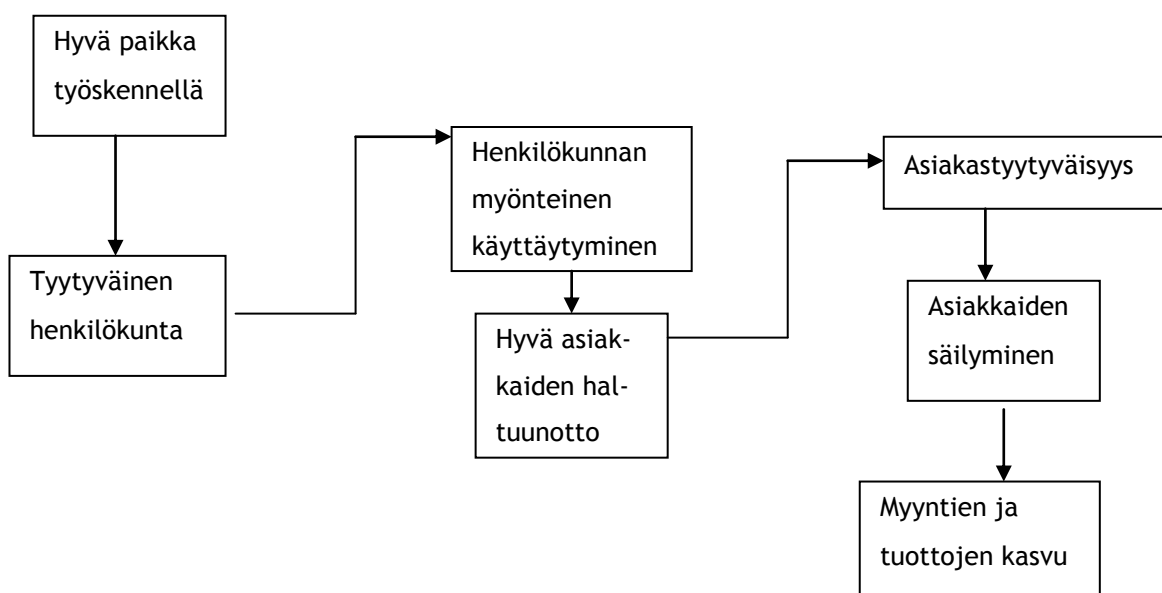 Hyvä paikka
työskennellä
Tyytyväinen
henkilökunta
Henkilökunnan
myönteinen
käyttäytyminen
Hyvä asiak-
kaiden hal-
tuunotto
Asiakastyytyväisyys
Asiakkaiden
säilyminen
Myyntien ja
tuottojen kasvu